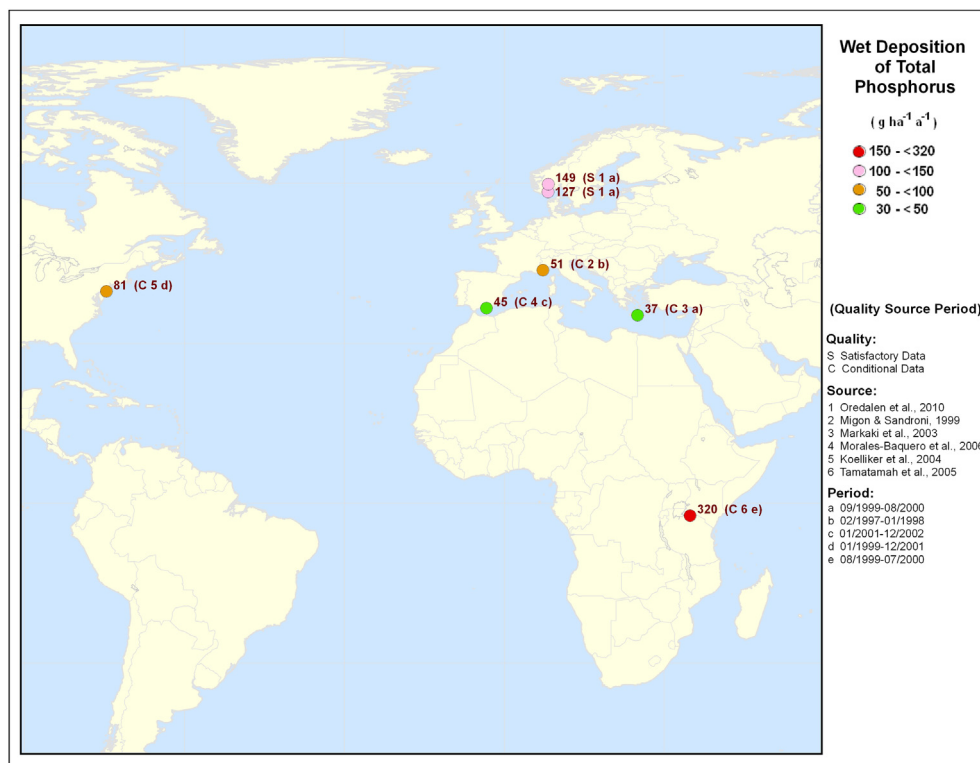 Wet Deposition
of Total
Phosphorus
( g ha-1 a-1 )
150 - <320
100 - <150
50 - <100
30 - <50
149 (S 1 a)
127 (S 1 a)
51 (C 2 b)
81 (C 5 d)
45 (C 4 c)
37 (C 3 a)
320 (C 6 e)
(Quality Source Period)
Quality:
S Satisfactory Data
C Conditional Data
Source:
1 Oredalen et al., 2010
2 Migon & Sandroni, 1999
3 Markaki et al., 2003
4 Morales-Baquero et al., 2006
5 Koelliker et al., 2004
6 Tamatamah et al., 2005
Period:
a 09/1999-08/2000
b 02/1997-01/1998
c 01/2001-12/2002
d 01/1999-12/2001
e 08/1999-07/2000